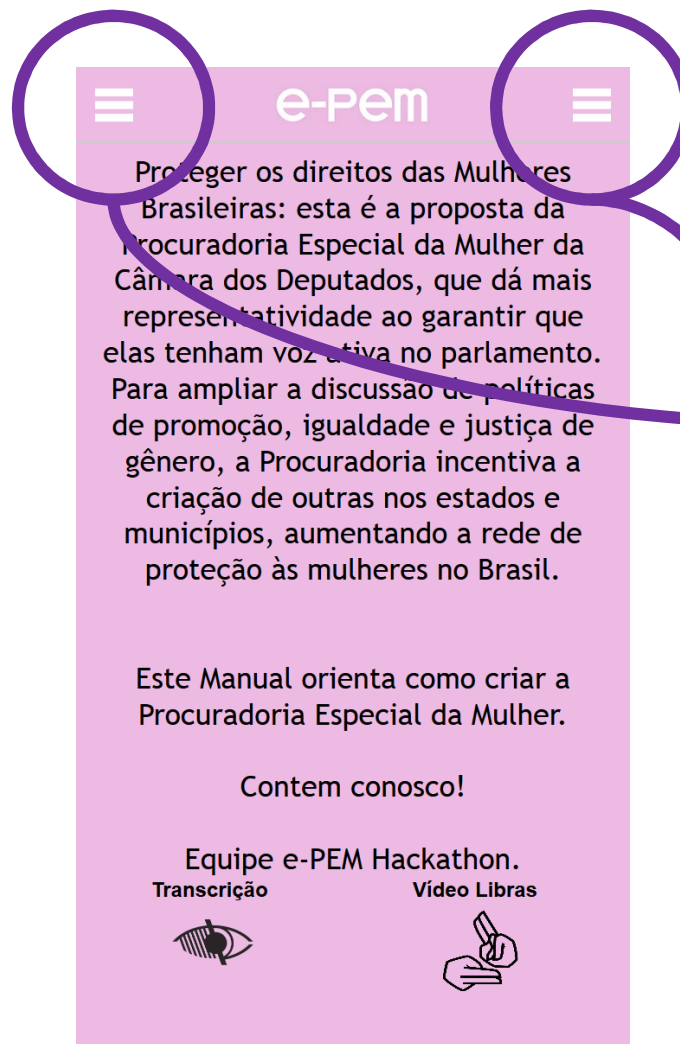 e-Pem
Proteger os direitos das Mulheres
Brasileiras: esta é a proposta da
Procuradoria Especial da Mulher da
Câmara dos Deputados, que dá mais
representatividade ao garantir que
elas tenham voz ativa no parlamento.
Para ampliar a discussão de políticas
de promoção, igualdade e justiça de
gênero, a Procuradoria incentiva a
criação de outras nos estados e
municípios, aumentando a rede de
proteção às mulheres no Brasil.
Este Manual orienta como criar a
Procuradoria Especial da Mulher.
Contem conosco!
Equipe e-PEM Hackathon.
Transcrição Vídeo Libras